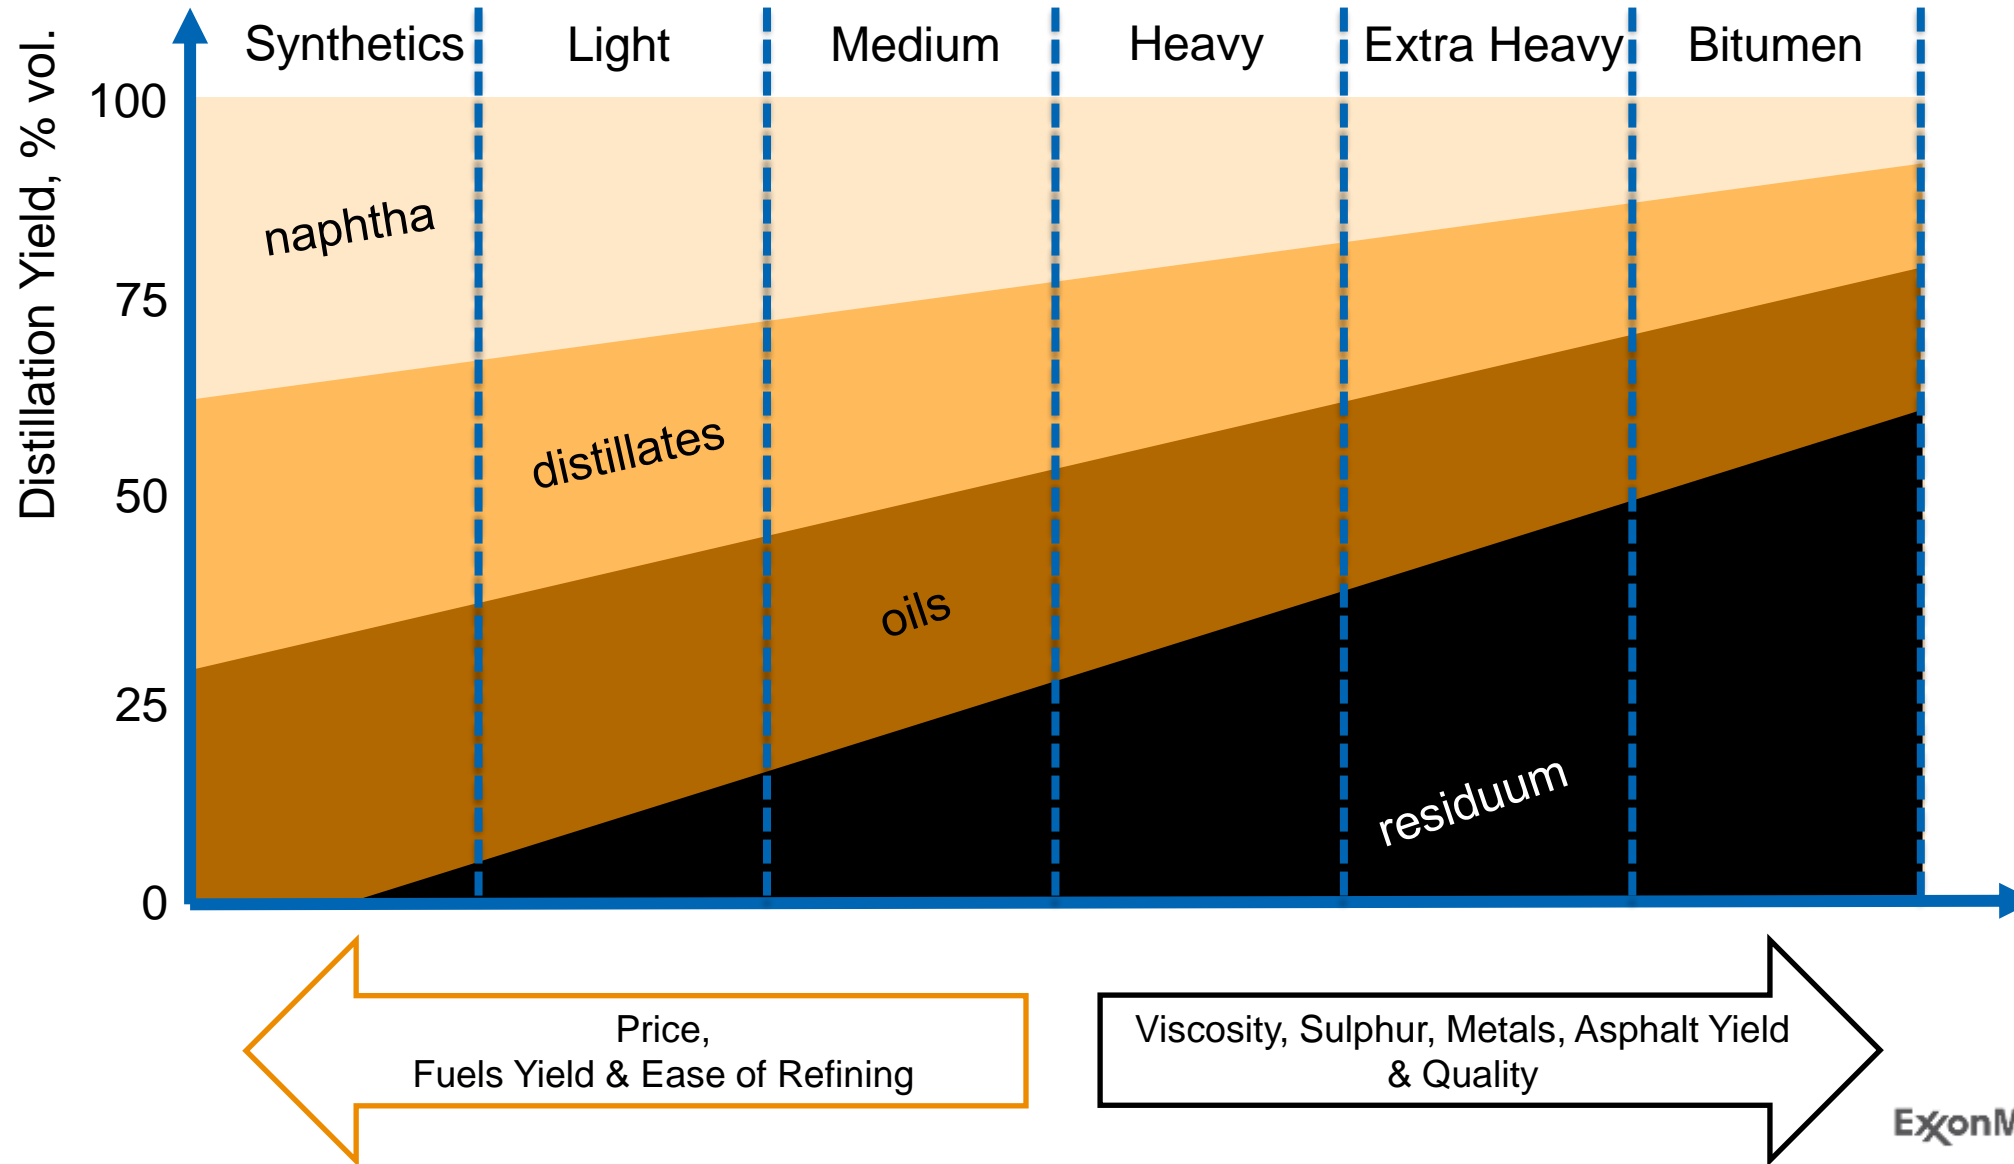 Distillation Yield, % vol.
Synthetics Light Medium Heavy Extra Heavy Bitumen
100
naphtha
75
distillates
50
oils
25
residuum
0
Price,
Fuels Yield & Ease of Refining
Viscosity, Sulphur, Metals, Asphalt Yield
& Quality
ExxonM